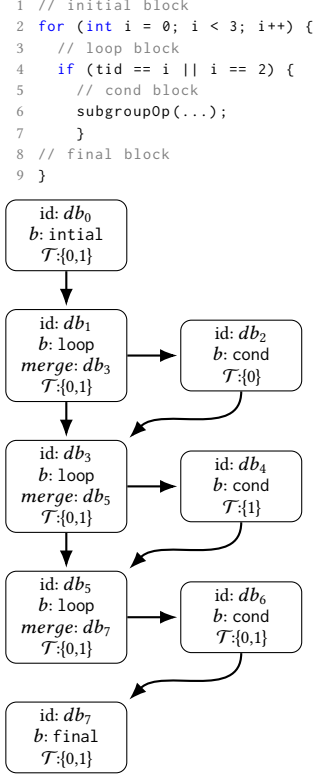 1 // initial block
2 for (int i = 0; i < 3; i++) {
3 // loop block
4 if (tid == i || i == 2) {
5 // cond block
6 subgroupOp(...);
7 }
8 // final block
9 }
id: db₀
b: intial
𝒯:{0,1}
id: db₁
b: loop
merge: db₃
𝒯:{0,1}
id: db₂
b: cond
𝒯:{0}
id: db₃
b: loop
merge: db₅
𝒯:{0,1}
id: db₄
b: cond
𝒯:{1}
id: db₅
b: loop
merge: db₇
𝒯:{0,1}
id: db₆
b: cond
𝒯:{0,1}
id: db₇
b: final
𝒯:{0,1}